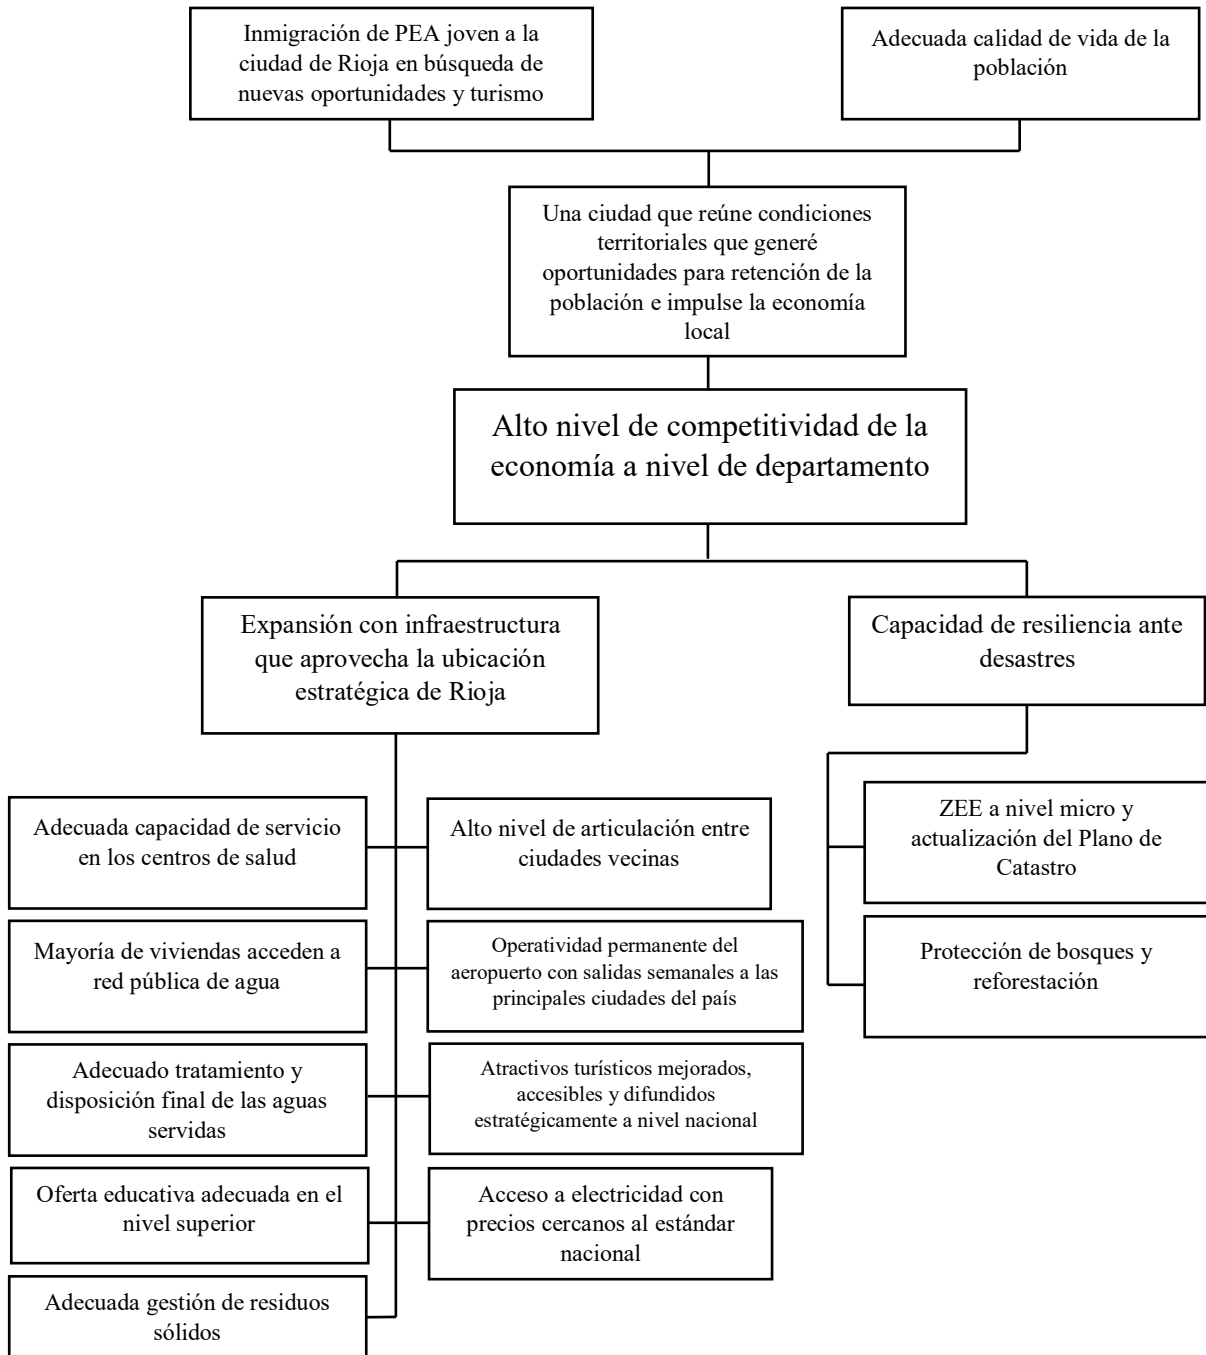 Inmigración de PEA joven a la
ciudad de Rioja en búsqueda de
nuevas oportunidades y turismo
Adecuada calidad de vida de la
población
Una ciudad que reúne condiciones
territoriales que generé
oportunidades para retención de la
población e impulse la economía
local
Alto nivel de competitividad de la
economía a nivel de departamento
Expansión con infraestructura
que aprovecha la ubicación
estratégica de Rioja
Capacidad de resiliencia ante
desastres
Adecuada capacidad de servicio
en los centros de salud
Alto nivel de articulación entre
ciudades vecinas
ZEE a nivel micro y
actualización del Plano de
Catastro
Mayoría de viviendas acceden a
red pública de agua
Operatividad permanente del
aeropuerto con salidas semanales a las
principales ciudades del país
Protección de bosques y
reforestación
Adecuado tratamiento y
disposición final de las aguas
servidas
Atractivos turísticos mejorados,
accesibles y difundidos
estratégicamente a nivel nacional
Oferta educativa adecuada en el
nivel superior
Acceso a electricidad con
precios cercanos al estándar
nacional
Adecuada gestión de residuos
sólidos